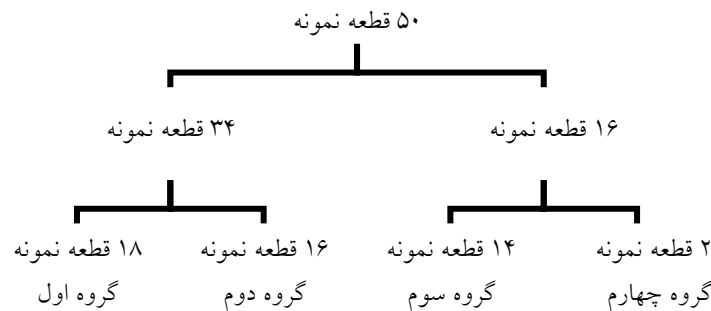 ۵۰ قطعه نمونه
۱۶ قطعه نمونه
۳۴ قطعه نمونه
۲ قطعه نمونه
۱۴ قطعه نمونه
۱۶ قطعه نمونه
۱۸ قطعه نمونه
گروه چهارم
گروه سوم
گروه دوم
گروه اول